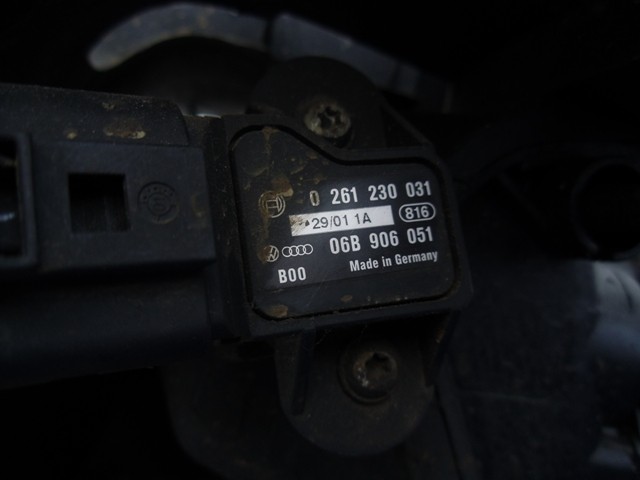 0 261 230 031
29/01 1A 816
06B 906 051
B00 Made in Germany